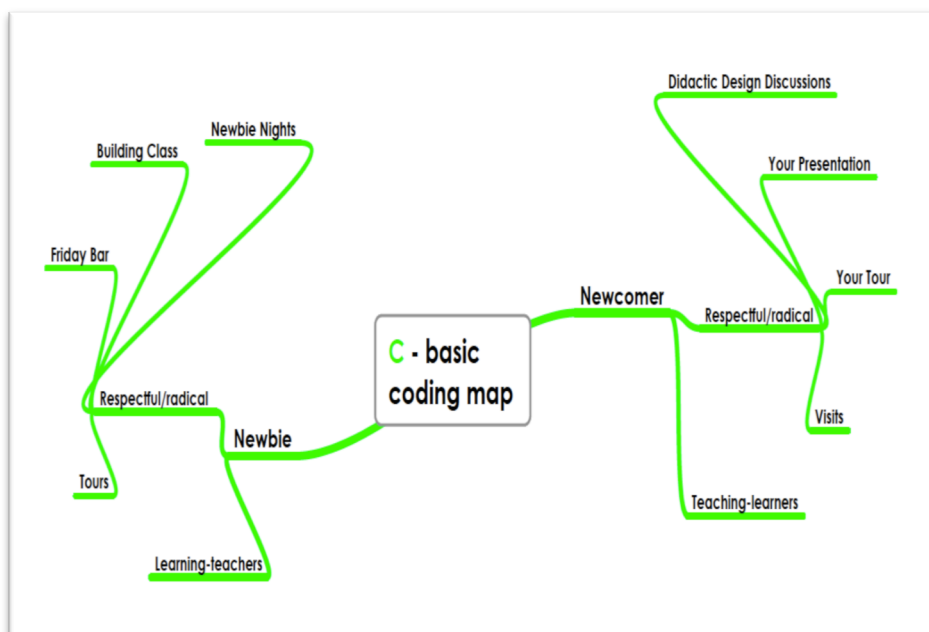 Didactic Design Discussions
Newbie Nights
Building Class
Your Presentation
Friday Bar
Your Tour
Newcomer
Respectful/radical
C - basic
coding map
Respectful/radical
Visits
Newbie
Tours
Teaching-learners
Learning-teachers